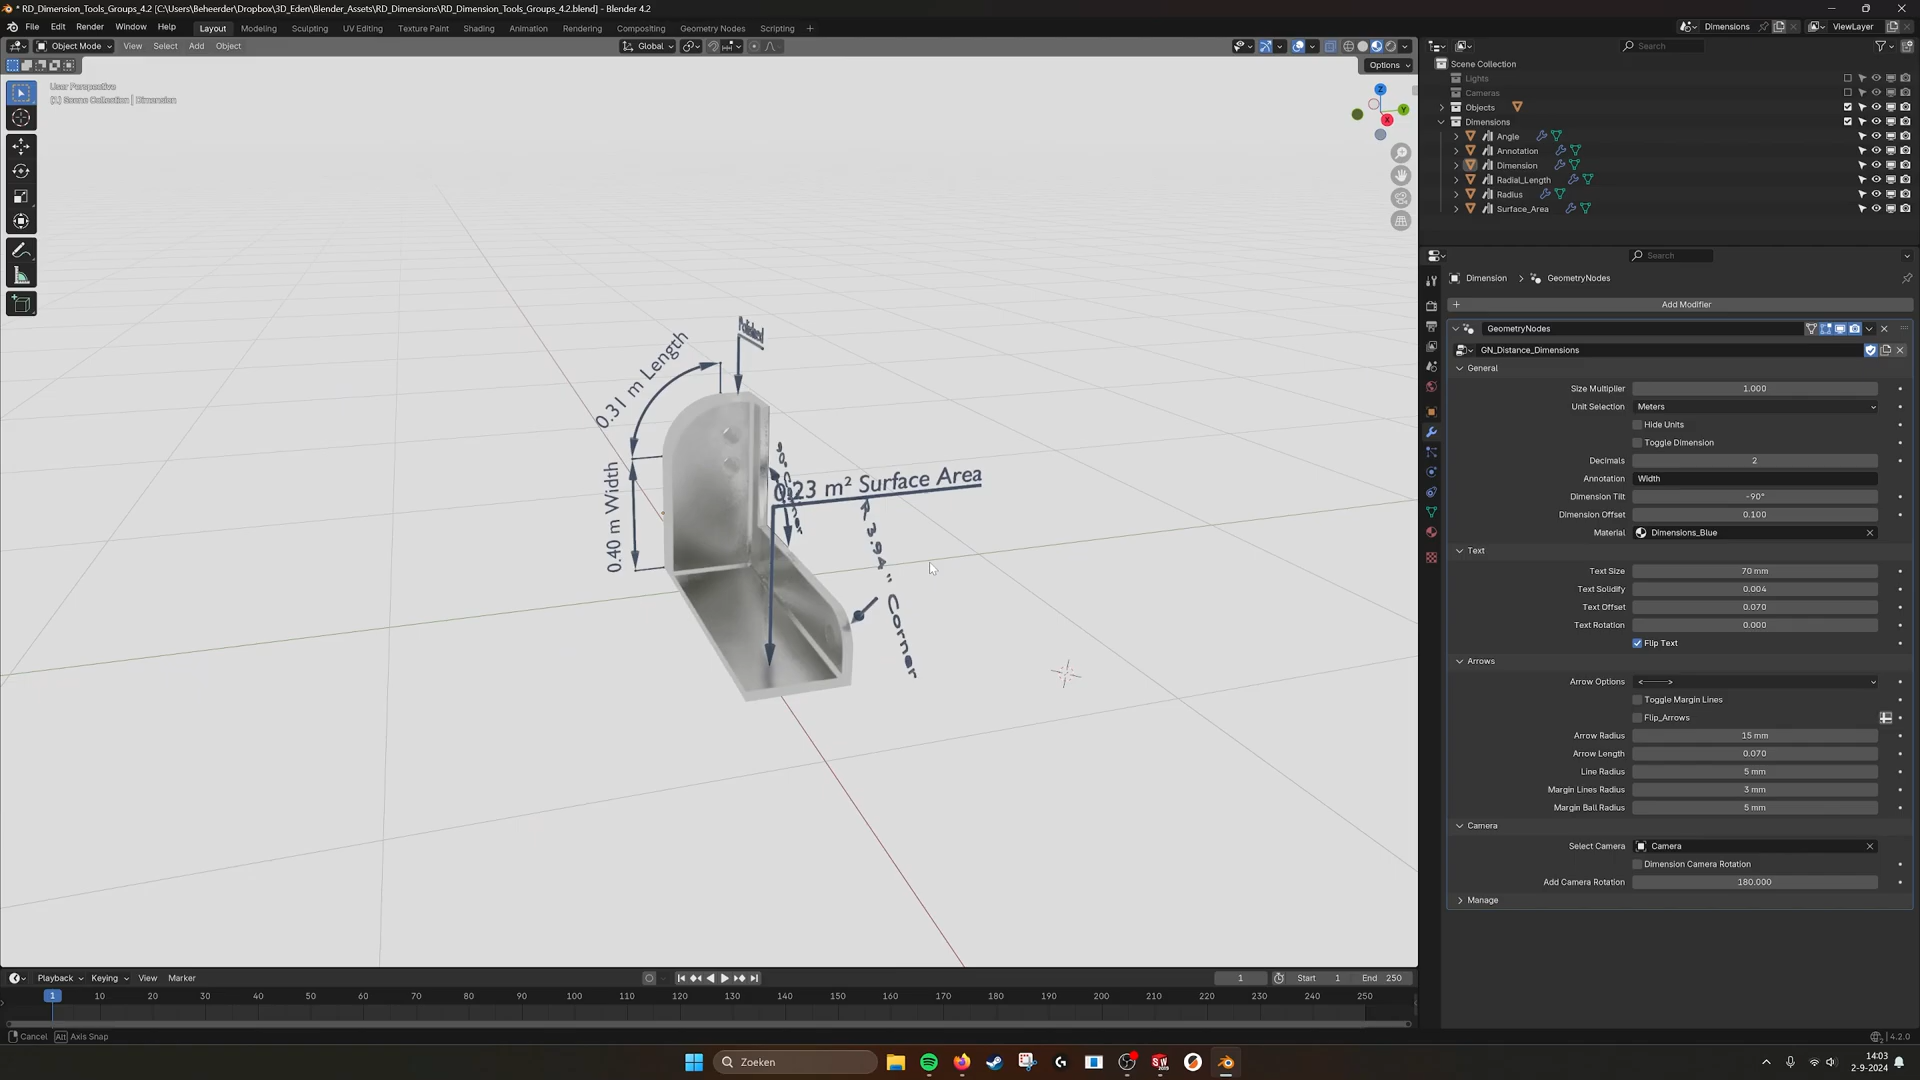 * RD_Dimension_Tools_Groups_4.2 [C:\Users\Beheerder\Dropbox\3D_Eden\Blender_Assets\RD_Dimensions\RD_Dimension_Tools_Groups_4.2.blend] - Blender 4.2
File Edit Render Window Help Layout Modeling Sculpting UV Editing Texture Paint Shading Animation Rendering Compositing Geometry Nodes Scripting +
Dimensions ViewLayer
Object Mode View Select Add Object Global
Options
User Perspective
(1) Scene Collection | Dimension
Z
Y
X
Polished
0.31 m Length
0.40 m Width
0.23 m² Surface Area
R 3.94" Corner
Search
Scene Collection
Lights
Cameras
Objects
Dimensions
Angle
Annotation
Dimension
Radial_Length
Radius
Surface_Area
Search
Dimension > GeometryNodes
+ Add Modifier
GeometryNodes
GN_Distance_Dimensions
General
Size Multiplier 1.000
Unit Selection Meters
Hide Units
Toggle Dimension
Decimals 2
Annotation Width
Dimension Tilt -90°
Dimension Offset 0.100
Material Dimensions_Blue
Text
Text Size 70 mm
Text Solidify 0.004
Text Offset 0.070
Text Rotation 0.000
Flip Text
Arrows
Arrow Options <----->
Toggle Margin Lines
Flip_Arrows
Arrow Radius 15 mm
Arrow Length 0.070
Line Radius 5 mm
Margin Lines Radius 3 mm
Margin Ball Radius 5 mm
Camera
Select Camera Camera
Dimension Camera Rotation
Add Camera Rotation 180.000
Manage
Playback Keying View Marker 1 Start 1 End 250
1 10 20 30 40 50 60 70 80 90 100 110 120 130 140 150 160 170 180 190 200 210 220 230 240 250
Cancel Alt Axis Snap 4.2.0
Zoeken
14:03
2-9-2024